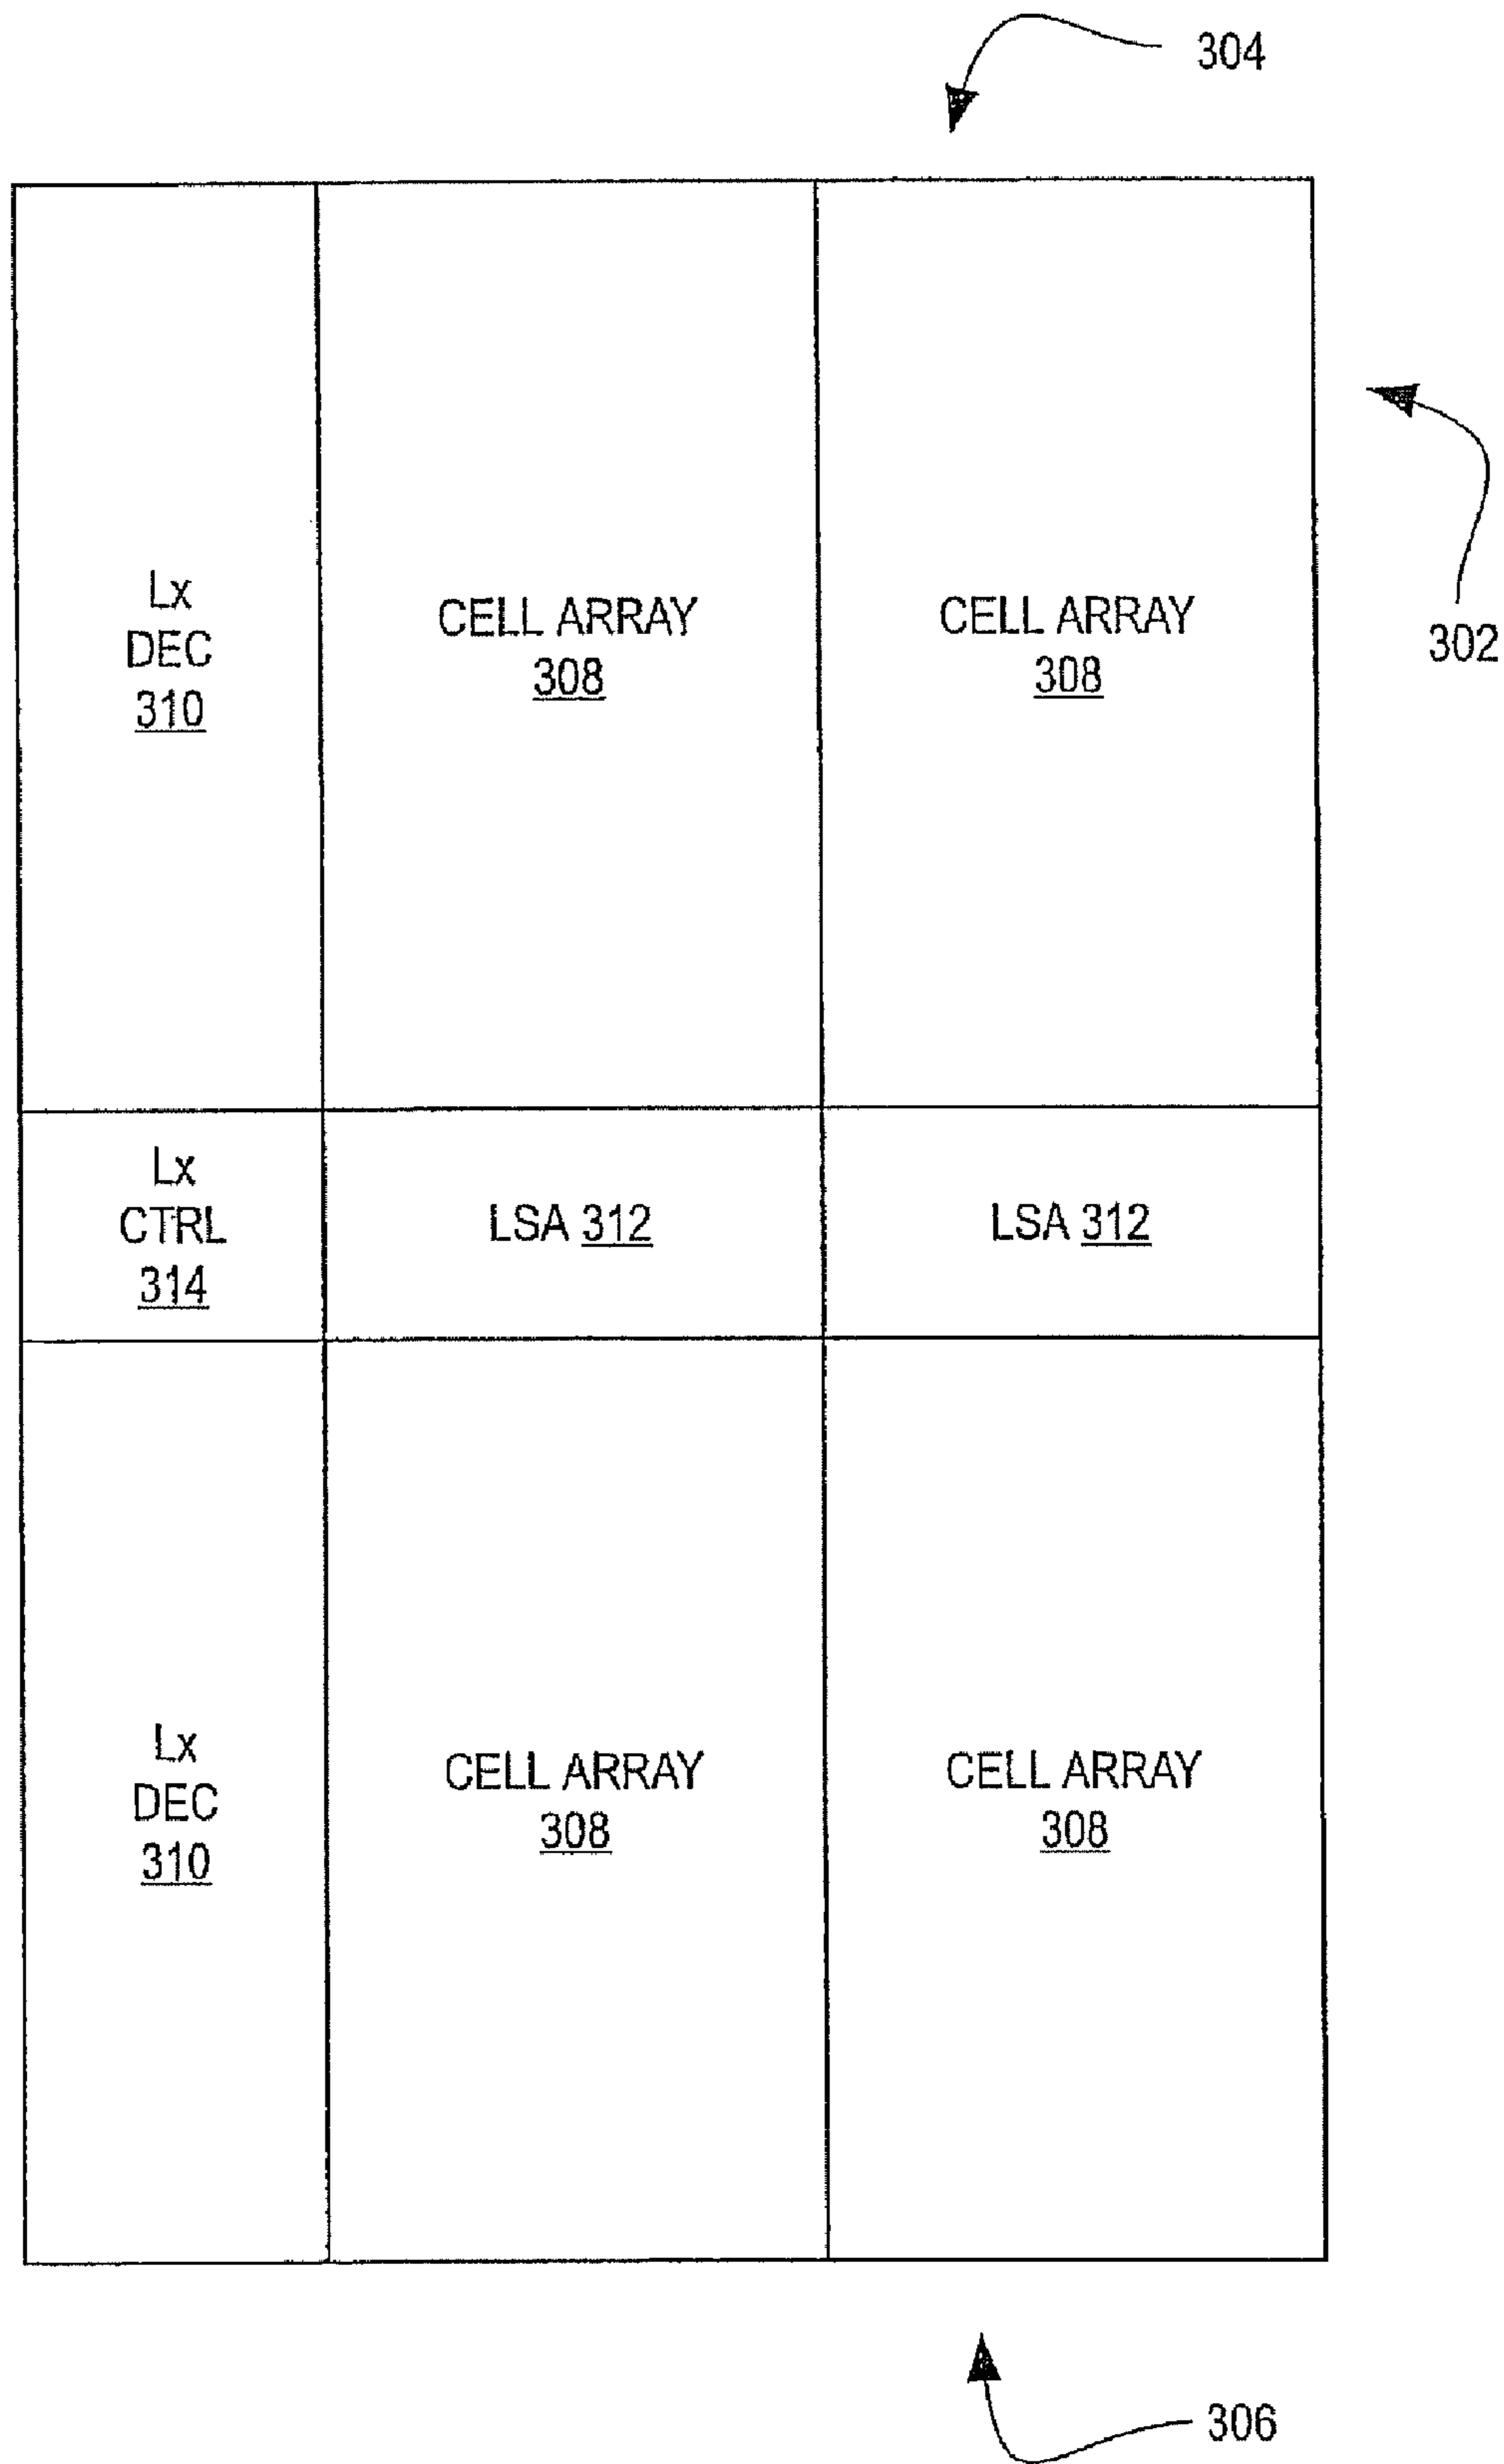 304
302
Lx
DEC
310
CELL ARRAY
308
CELL ARRAY
308
Lx
CTRL
314
LSA 312
LSA 312
Lx
DEC
310
CELL ARRAY
308
CELL ARRAY
308
306